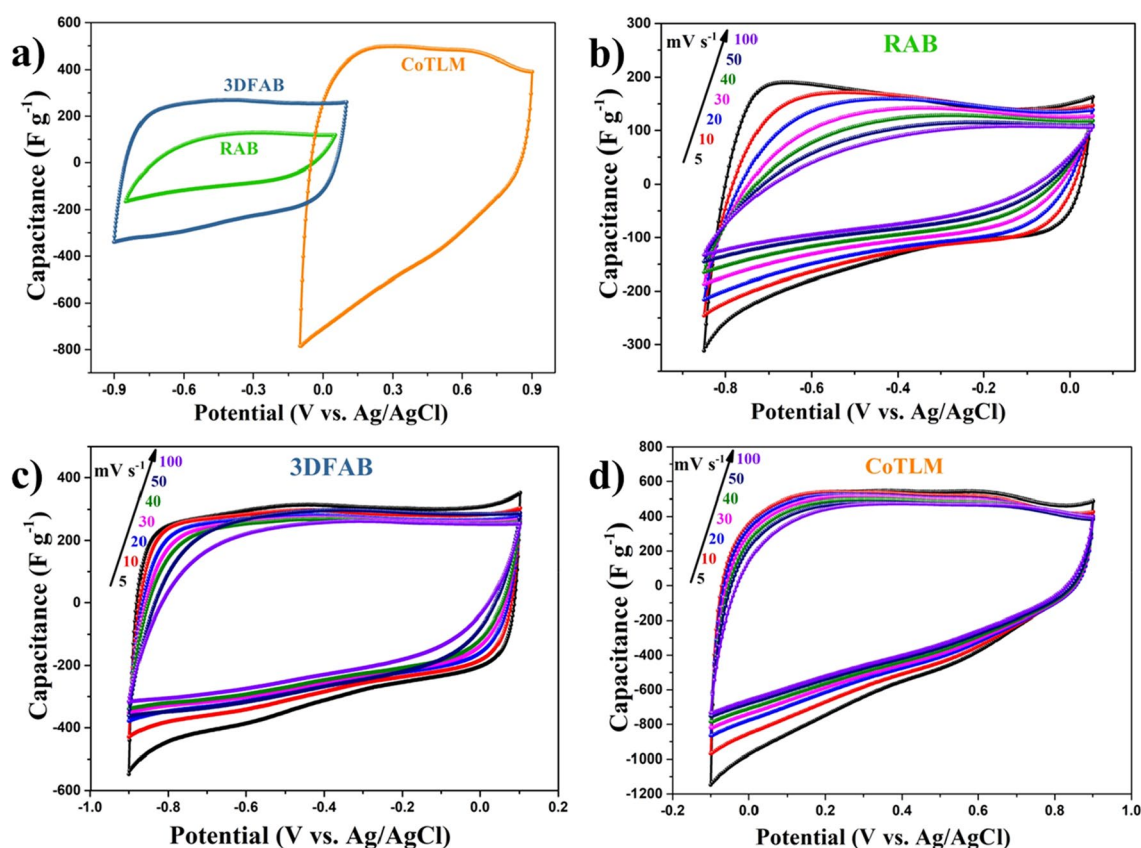 a)
Capacitance (F g-1)
600
400
200
0
-200
-400
-600
-800
3DFAB
RAB
CoTLM
-0.9 -0.6 -0.3 0.0 0.3 0.6 0.9
Potential (V vs. Ag/AgCl)
b)
Capacitance (F g-1)
300
200
100
0
-100
-200
-300
RAB
mV s-1
100
50
40
30
20
10
5
-0.8 -0.6 -0.4 -0.2 0.0
Potential (V vs. Ag/AgCl)
c)
Capacitance (F g-1)
400
200
0
-200
-400
-600
3DFAB
mV s-1
100
50
40
30
20
10
5
-1.0 -0.8 -0.6 -0.4 -0.2 0.0 0.2
Potential (V vs. Ag/AgCl)
d)
Capacitance (F g-1)
800
600
400
200
0
-200
-400
-600
-800
-1000
-1200
CoTLM
mV s-1
100
50
40
30
20
10
5
-0.2 0.0 0.2 0.4 0.6 0.8 1.0
Potential (V vs. Ag/AgCl)